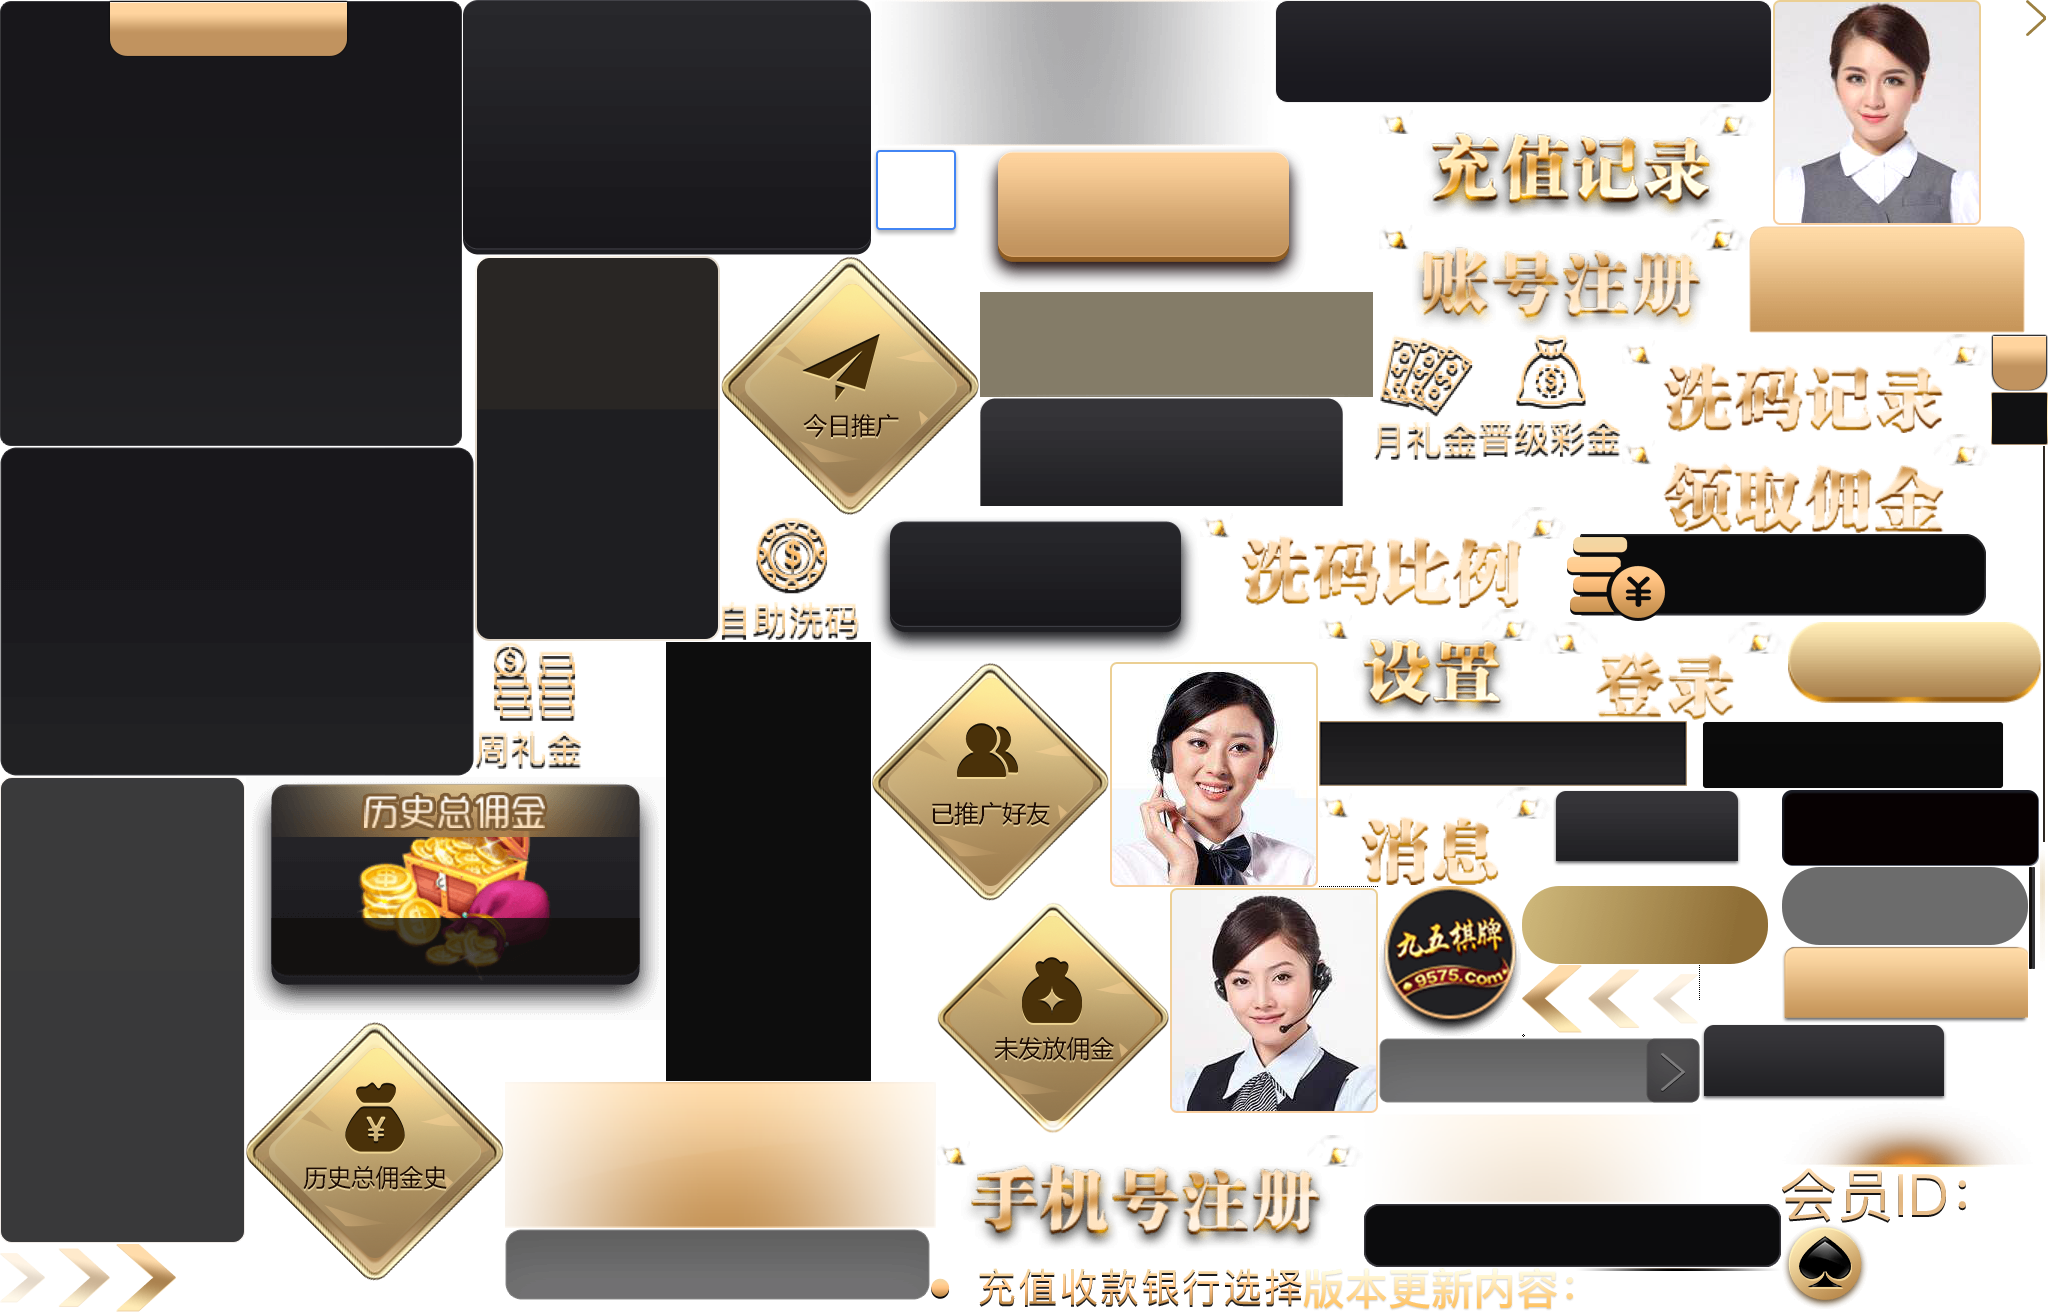 充值记录
账号注册
今日推广
月礼金
晋级彩金
洗码记录
领取佣金
洗码比例
自助洗码
设置
登录
周礼金
历史总佣金
已推广好友
消息
九五棋牌
9575.Com
未发放佣金
历史总佣金史
手机号注册
会员ID：
充值收款银行选择
版本更新内容：